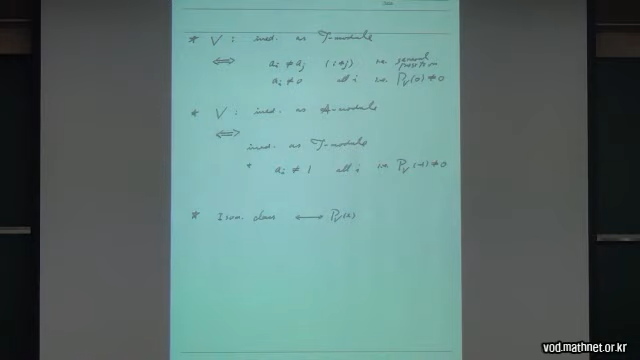 * V : irred. as T-module
⇔ aᵢ ≠ aⱼ (i≠j) i.e. general position
aᵢ ≠ 0 all i i.e. P_V(0) ≠ 0
* V : irred. as A-module
⇔
irred. as T-module
* aᵢ ≠ 1 all i i.e. P_V(-1) ≠ 0
* Isom. class ⟷ P_V(λ)
vod.mathnet.or.kr